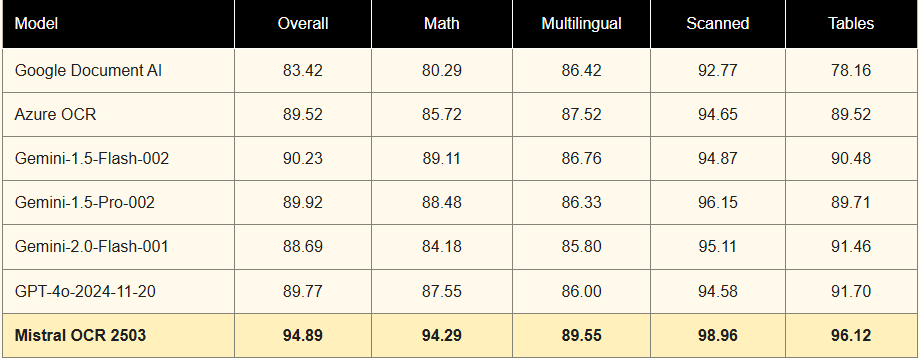 Model Overall Math Multilingual Scanned Tables
Google Document AI 83.42 80.29 86.42 92.77 78.16
Azure OCR 89.52 85.72 87.52 94.65 89.52
Gemini-1.5-Flash-002 90.23 89.11 86.76 94.87 90.48
Gemini-1.5-Pro-002 89.92 88.48 86.33 96.15 89.71
Gemini-2.0-Flash-001 88.69 84.18 85.80 95.11 91.46
GPT-4o-2024-11-20 89.77 87.55 86.00 94.58 91.70
Mistral OCR 2503 94.89 94.29 89.55 98.96 96.12